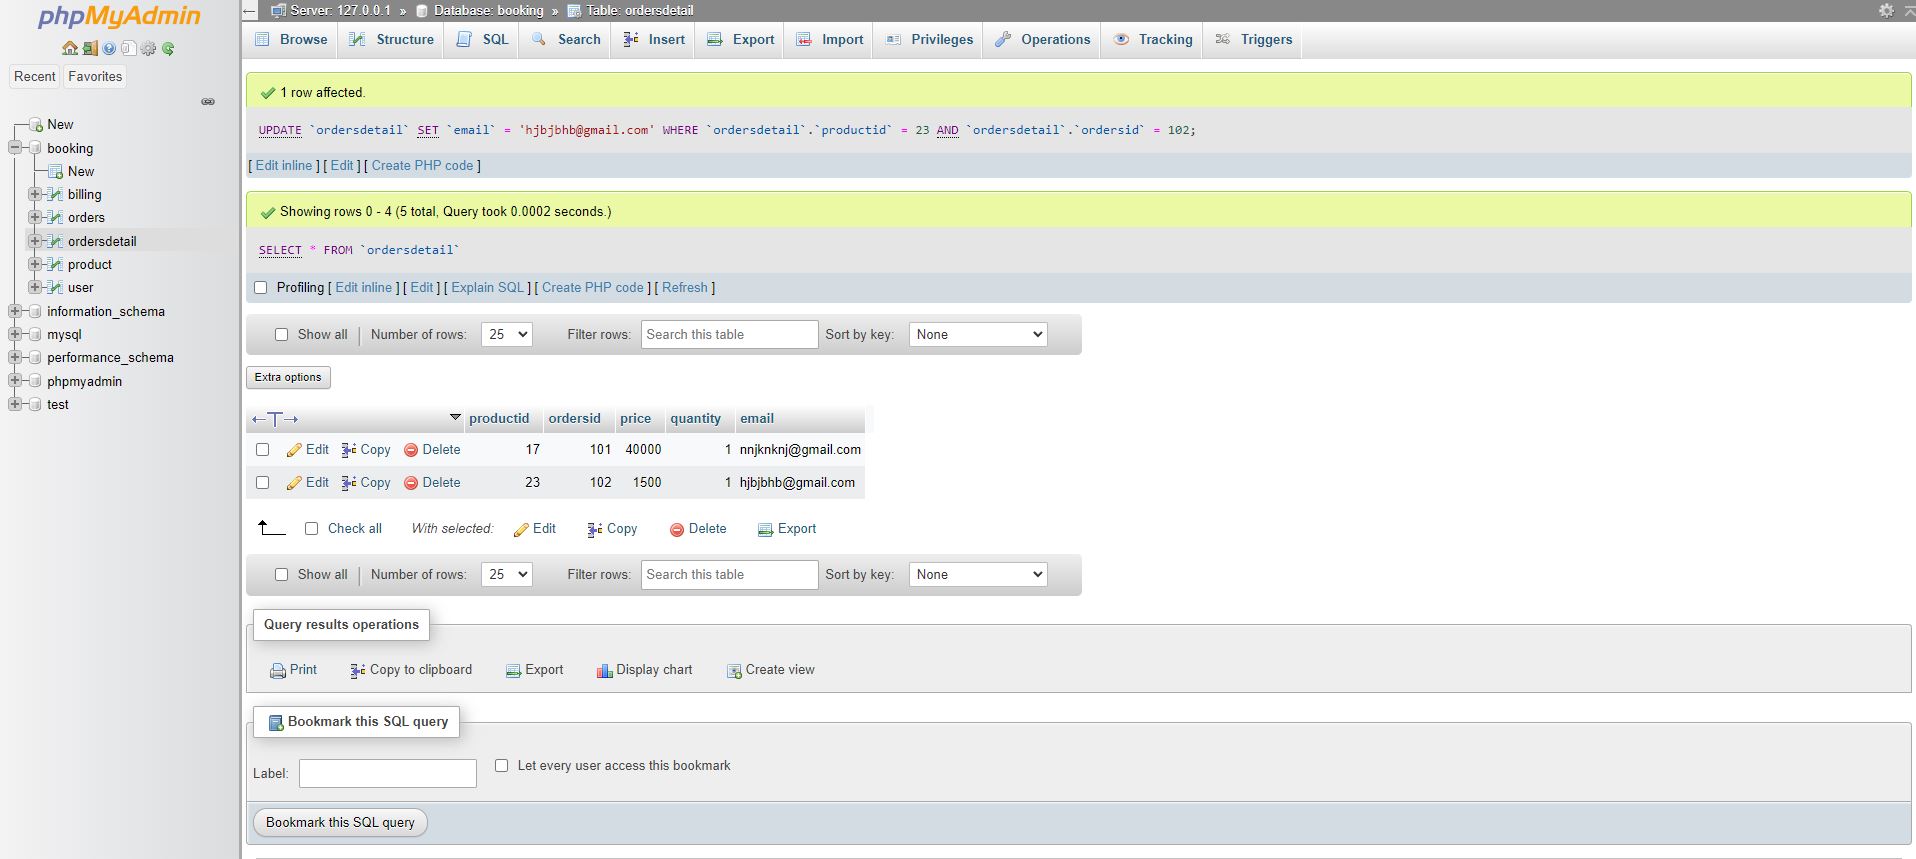 phpMyAdmin
Recent Favorites
New
booking
New
billing
orders
ordersdetail
product
user
information_schema
mysql
performance_schema
phpmyadmin
test
Server: 127.0.0.1 » Database: booking » Table: ordersdetail
Browse Structure SQL Search Insert Export Import Privileges Operations Tracking Triggers
1 row affected.
UPDATE `ordersdetail` SET `email` = 'hjbjbhb@gmail.com' WHERE `ordersdetail`.`productid` = 23 AND `ordersdetail`.`ordersid` = 102;
[ Edit inline ] [ Edit ] [ Create PHP code ]
Showing rows 0 - 4 (5 total, Query took 0.0002 seconds.)
SELECT * FROM `ordersdetail`
Profiling [ Edit inline ] [ Edit ] [ Explain SQL ] [ Create PHP code ] [ Refresh ]
Show all | Number of rows: 25 Filter rows: Search this table Sort by key: None
Extra options
←T→ productid ordersid price quantity email
Edit Copy Delete 17 101 40000 1 nnjknknj@gmail.com
Edit Copy Delete 23 102 1500 1 hjbjbhb@gmail.com
Check all With selected: Edit Copy Delete Export
Show all | Number of rows: 25 Filter rows: Search this table Sort by key: None
Query results operations
Print Copy to clipboard Export Display chart Create view
Bookmark this SQL query
Label: Let every user access this bookmark
Bookmark this SQL query